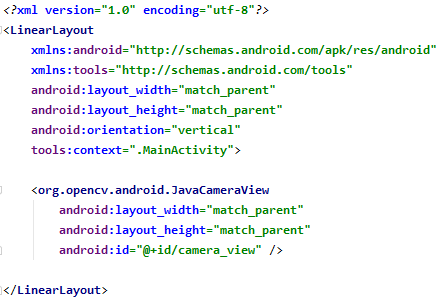 <?xml version="1.0" encoding="utf-8"?>
<LinearLayout
    xmlns:android="http://schemas.android.com/apk/res/android"
    xmlns:tools="http://schemas.android.com/tools"
    android:layout_width="match_parent"
    android:layout_height="match_parent"
    android:orientation="vertical"
    tools:context=".MainActivity">

    <org.opencv.android.JavaCameraView
        android:layout_width="match_parent"
        android:layout_height="match_parent"
        android:id="@+id/camera_view" />

</LinearLayout>